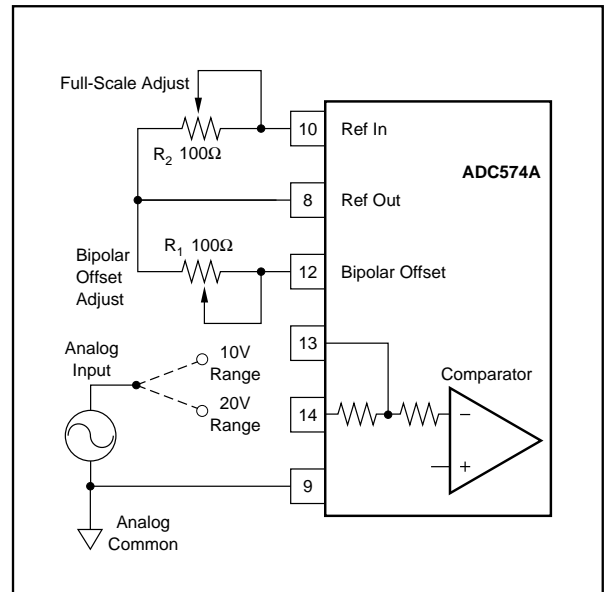 Full-Scale Adjust
R2 100Ω
10
Ref In
ADC574A
8
Ref Out
R1 100Ω
Bipolar
Offset
Adjust
12
Bipolar Offset
13
Analog
Input
10V
Range
20V
Range
Comparator
14
–
+
9
Analog
Common